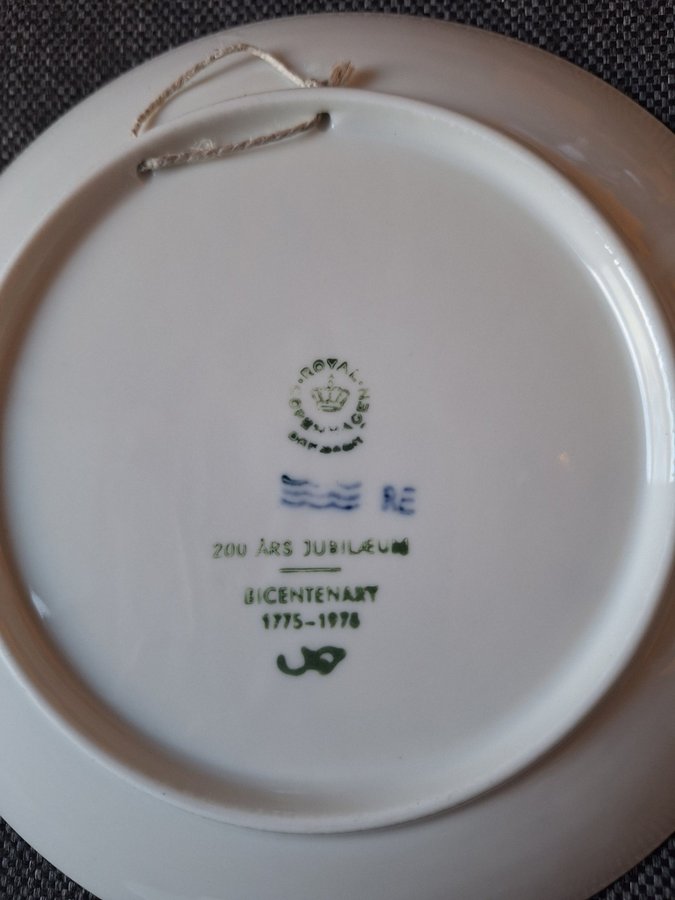 ROYAL COPENHAGEN
DENMARK
RE
200 ÅRS JUBILÆUM
BICENTENARY
1775-1975